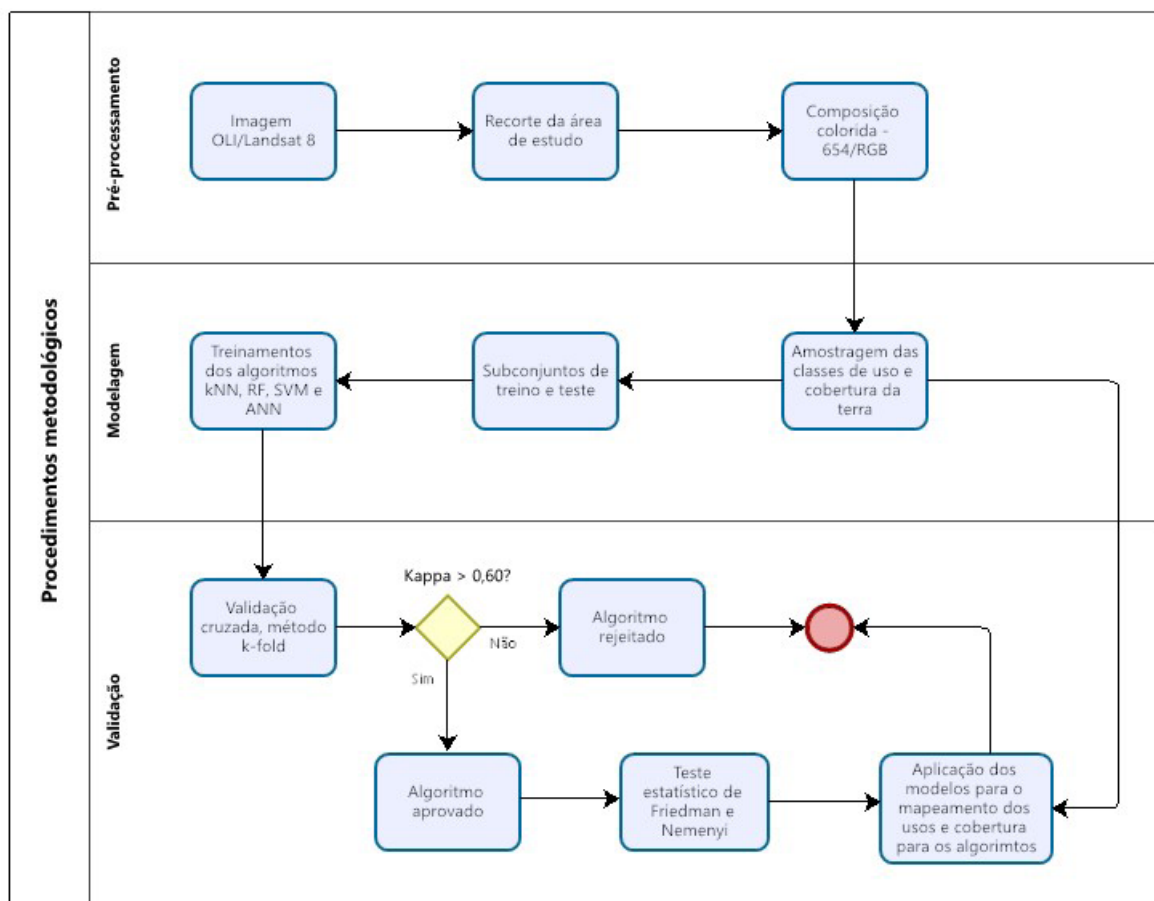 Procedimentos metodológicos
Pré-processamento
Imagem
OLI/Landsat 8
Recorte da área
de estudo
Composição
colorida -
654/RGB
Modelagem
Treinamentos
dos algoritmos
kNN, RF, SVM e
ANN
Subconjuntos de
treino e teste
Amostragem das
classes de uso e
cobertura da
terra
Validação
Validação
cruzada, método
k-fold
Kappa > 0,60?
Não
Sim
Algoritmo
rejeitado
Algoritmo
aprovado
Teste
estatístico de
Friedman e
Nemenyi
Aplicação dos
modelos para o
mapeamento dos
usos e cobertura
para os algorimtos